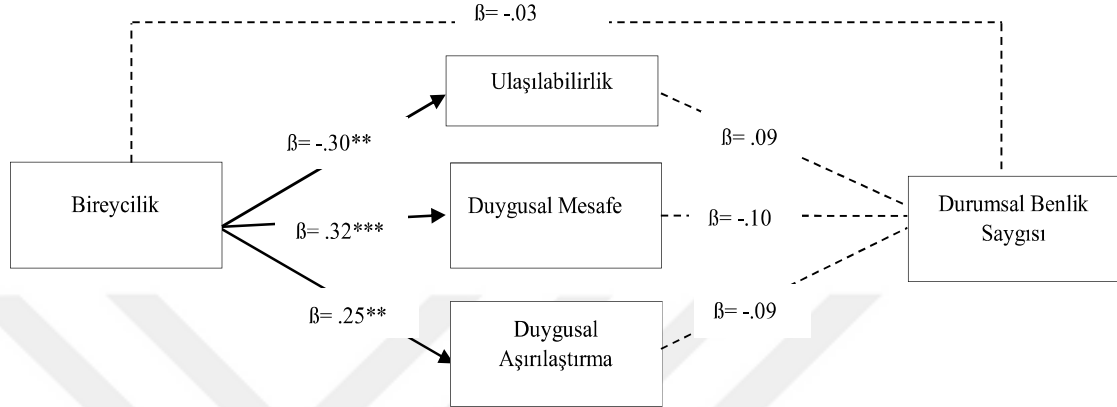 ß= -.03
Ulaşılabilirlik
ß= -.30**
ß= .09
Bireycilik
Duygusal Mesafe
Durumsal Benlik
Saygısı
ß= .32***
ß= -.10
ß= .25**
ß= -.09
Duygusal
Aşırılaştırma